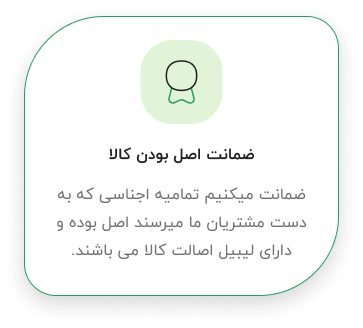 ضمانت اصل بودن کالا
ضمانت میکنیم تمامیه اجناسی که به
دست مشتریان ما میرسند اصل بوده و
دارای لیبیل اصالت کالا می باشند.